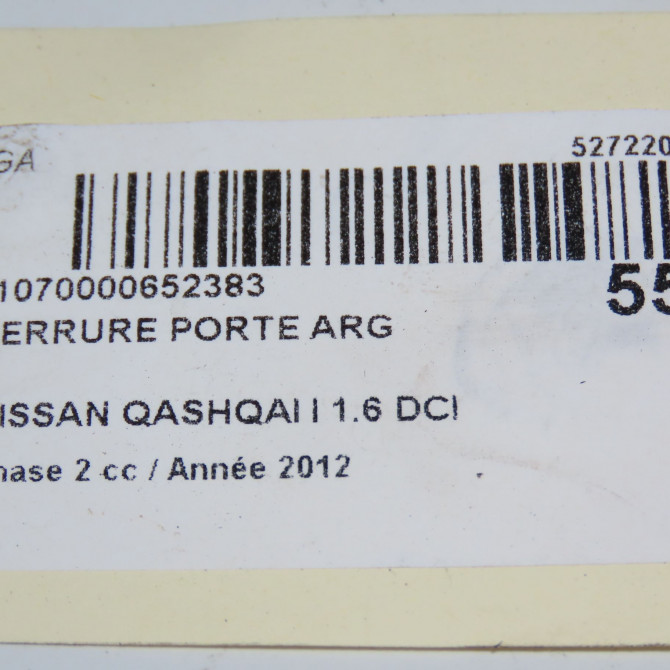 GA
527220
1070000652383
55
ERRURE PORTE ARG
ISSAN QASHQAI I 1.6 DCI
hase 2 cc / Année 2012